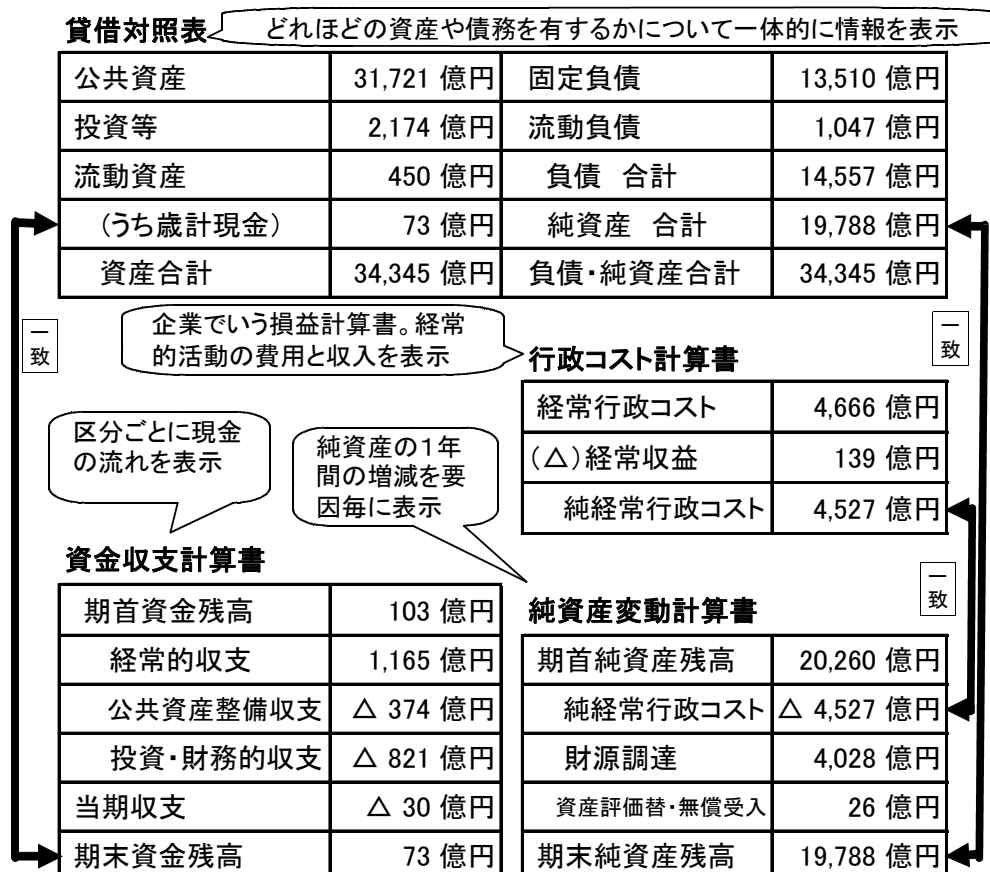 貸借対照表
どれほどの資産や債務を有するかについて一体的に情報を表示
公共資産 31,721 億円 固定負債 13,510 億円
投資等 2,174 億円 流動負債 1,047 億円
流動資産 450 億円 負債 合計 14,557 億円
(うち歳計現金) 73 億円 純資産 合計 19,788 億円
資産合計 34,345 億円 負債・純資産合計 34,345 億円
一致
一致
企業でいう損益計算書。経常
的活動の費用と収入を表示
行政コスト計算書
経常行政コスト 4,666 億円
(△)経常収益 139 億円
純経常行政コスト 4,527 億円
一致
区分ごとに現金
の流れを表示
純資産の1年
間の増減を要
因毎に表示
資金収支計算書
期首資金残高 103 億円
経常的収支 1,165 億円
公共資産整備収支 △ 374 億円
投資・財務的収支 △ 821 億円
当期収支 △ 30 億円
期末資金残高 73 億円
純資産変動計算書
期首純資産残高 20,260 億円
純経常行政コスト △ 4,527 億円
財源調達 4,028 億円
資産評価替・無償受入 26 億円
期末純資産残高 19,788 億円